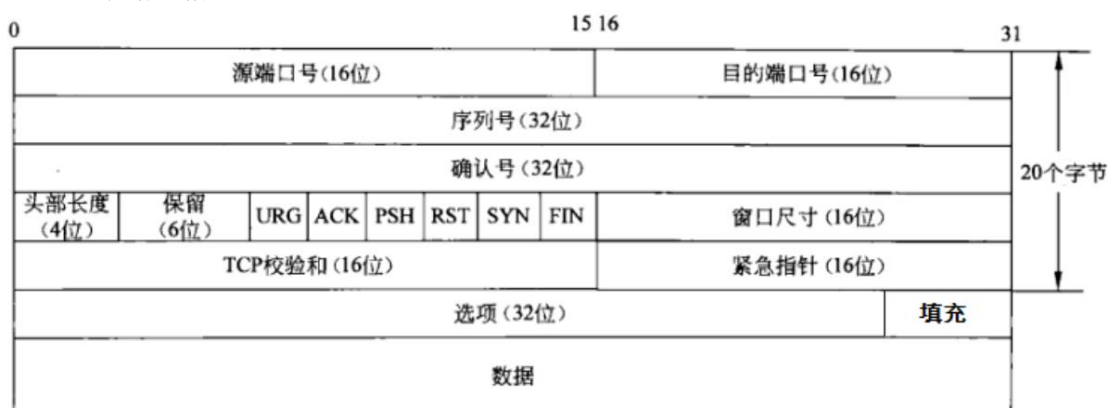 0 15 16 31
源端口号(16位) 目的端口号(16位)
序列号(32位)
确认号(32位)
20个字节
头部长度 保留 URG ACK PSH RST SYN FIN 窗口尺寸(16位)
(4位) (6位)
TCP校验和(16位) 紧急指针(16位)
选项(32位) 填充
数据